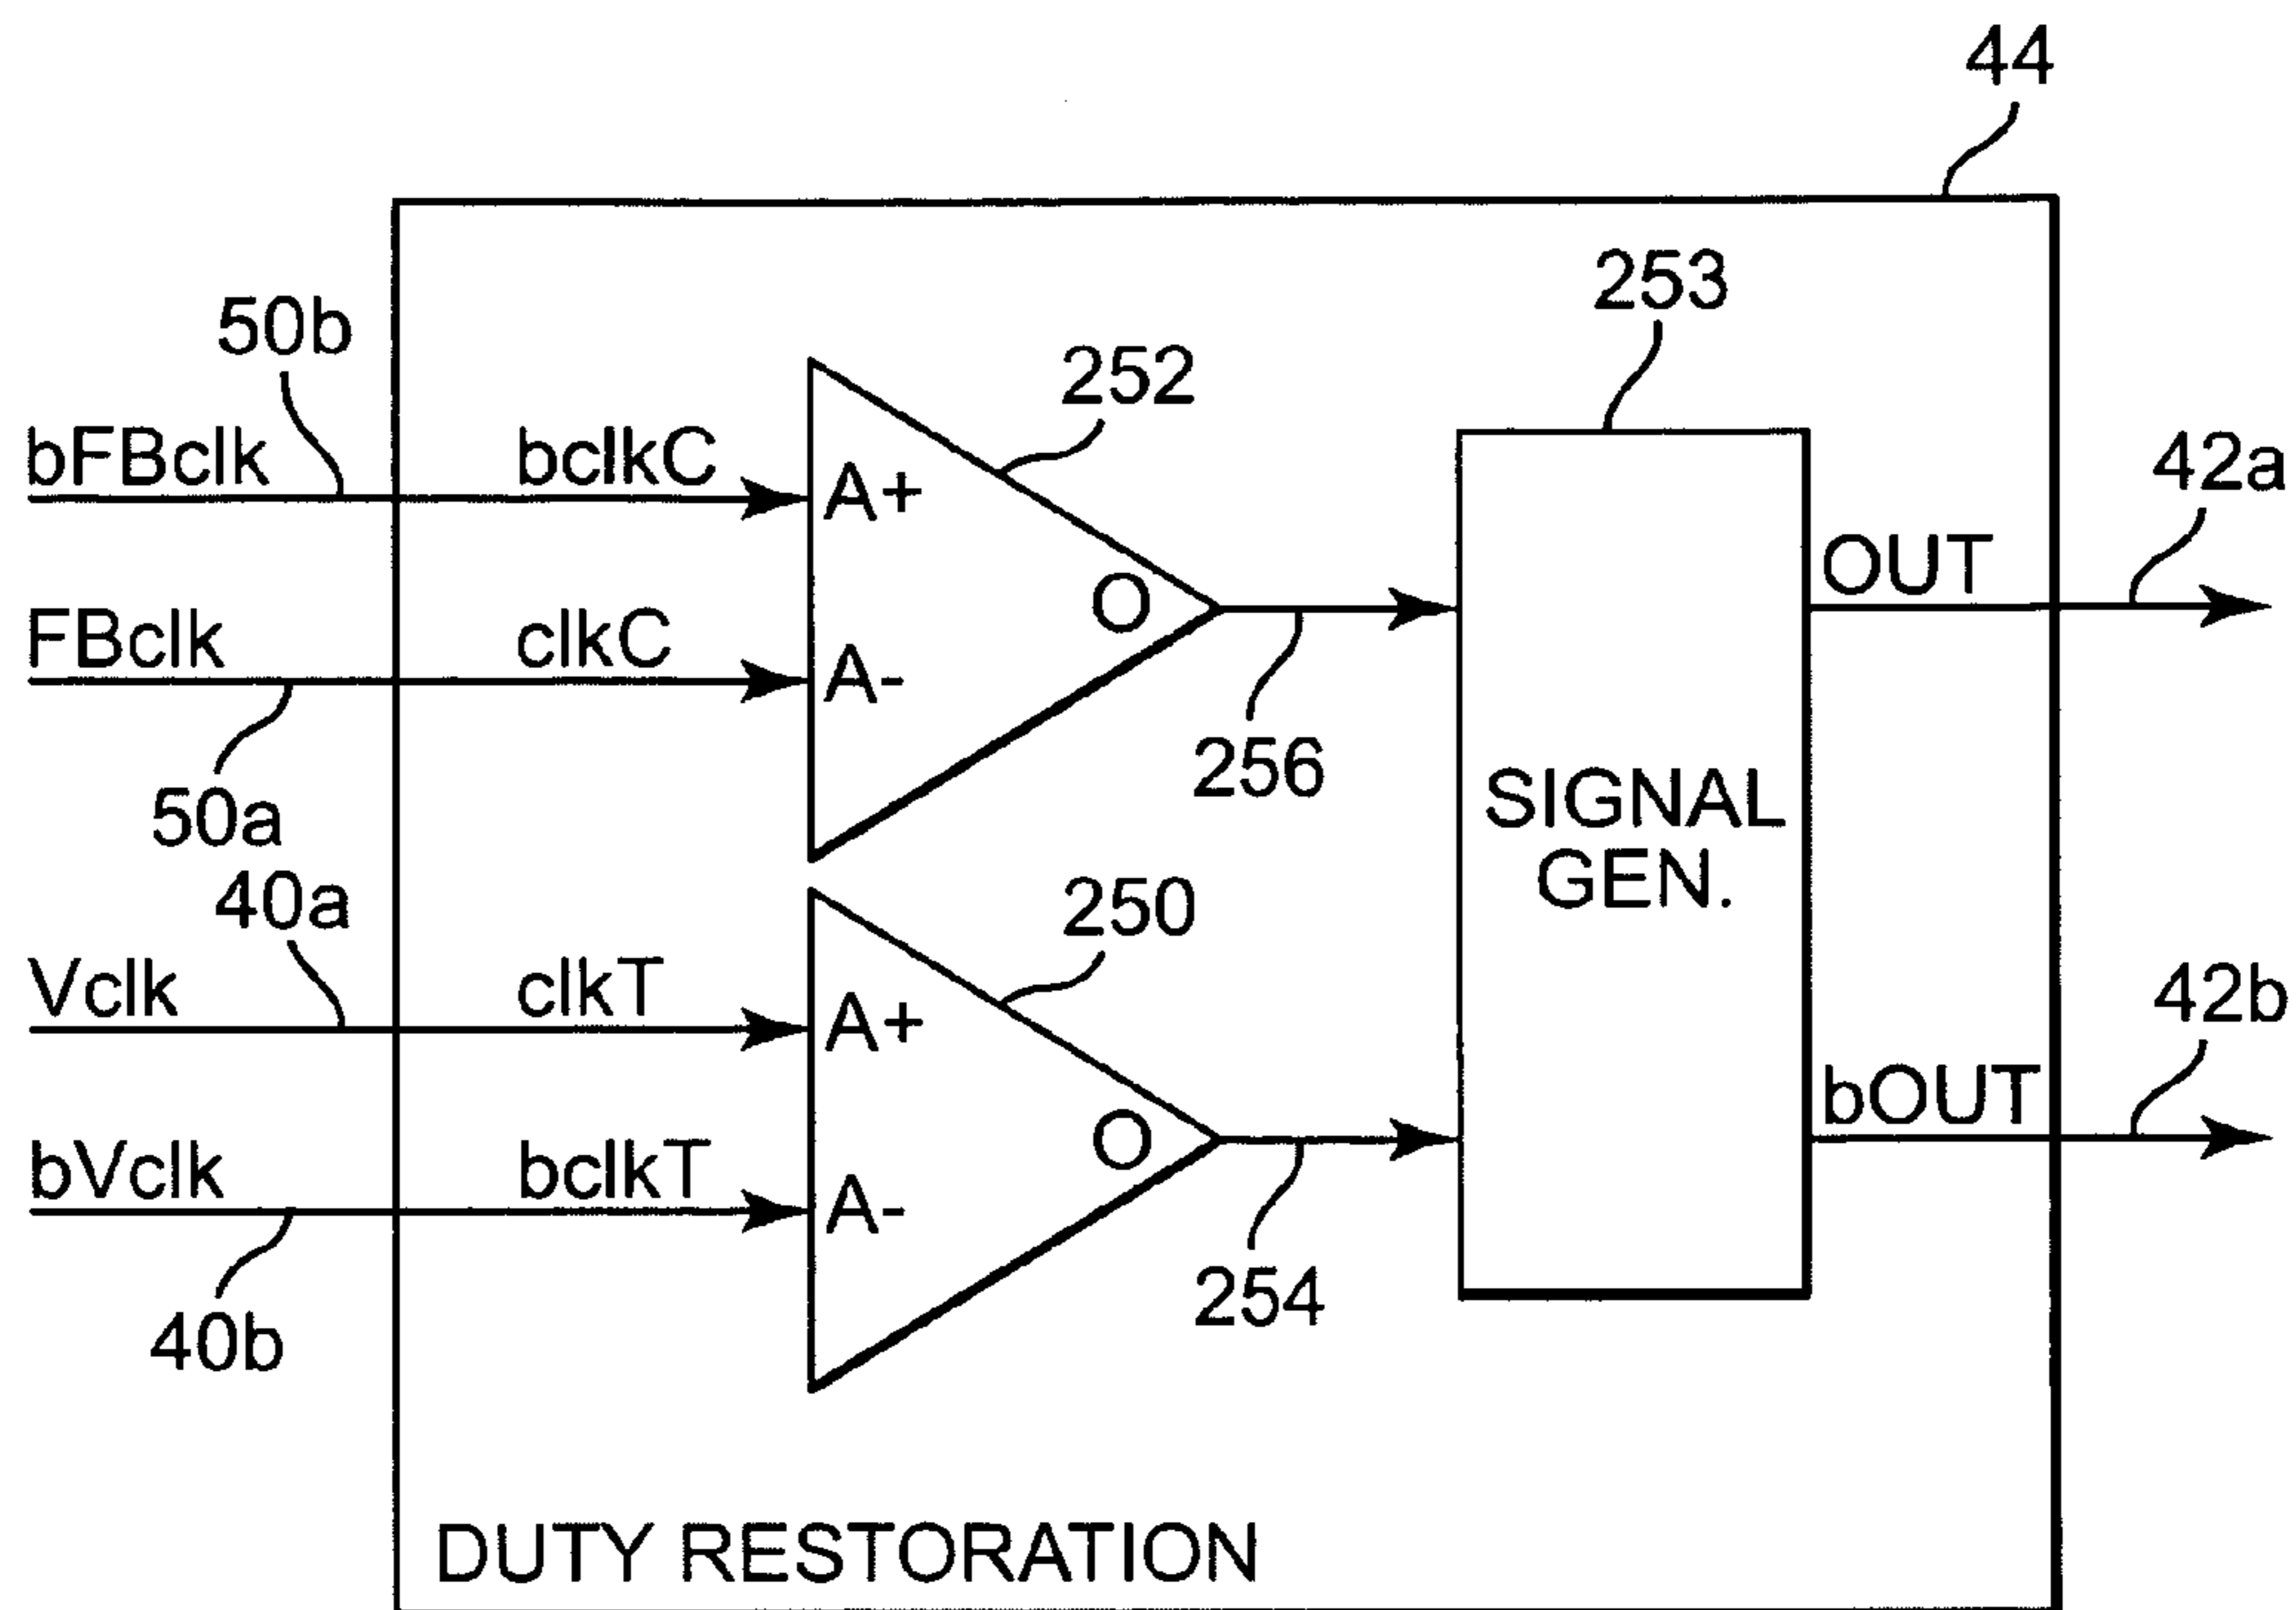 44
253
50b
252
bFBclk
bclkC
A+
42a
OUT
O
FBclk
clkC
A-
256
50a
SIGNAL
GEN.
40a
250
Vclk
clkT
A+
42b
bOUT
O
bVclk
bclkT
A-
254
40b
DUTY RESTORATION